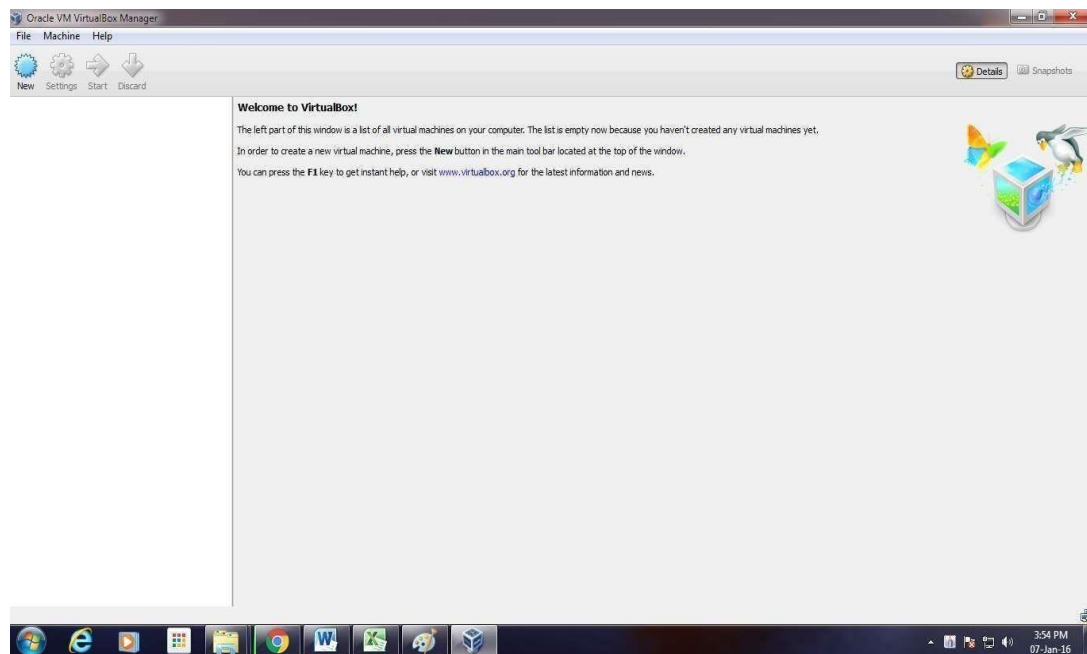 Oracle VM VirtualBox Manager
File Machine Help
New Settings Start Discard
Details Snapshots
Welcome to VirtualBox!
The left part of this window is a list of all virtual machines on your computer. The list is empty now because you haven't created any virtual machines yet.
In order to create a new virtual machine, press the New button in the main tool bar located at the top of the window.
You can press the F1 key to get instant help, or visit www.virtualbox.org for the latest information and news.
3:54 PM
07-Jan-16